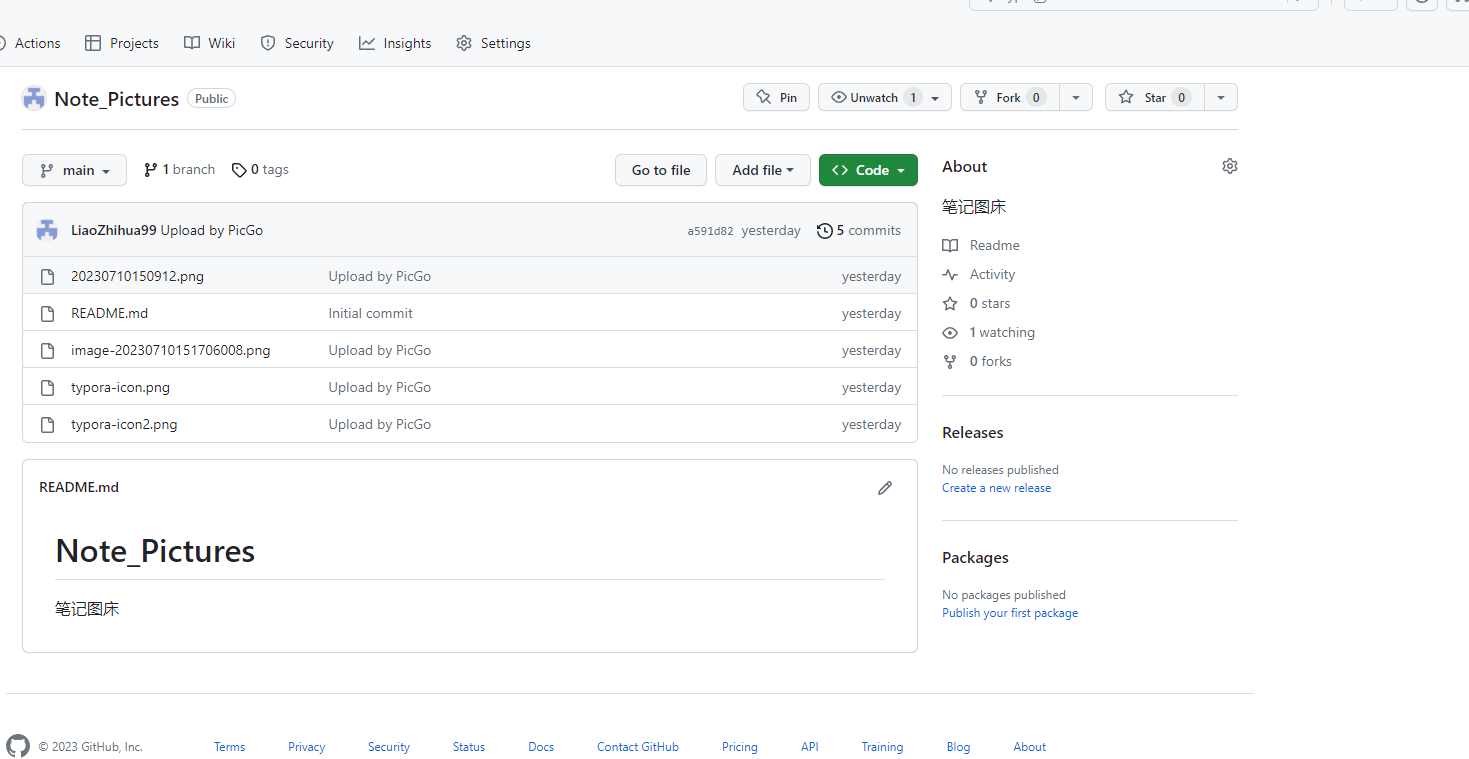 Actions Projects Wiki Security Insights Settings
Note_Pictures Public Pin Unwatch 1 Fork 0 Star 0
main 1 branch 0 tags Go to file Add file Code
LiaoZhihua99 Upload by PicGo a591d82 yesterday 5 commits
20230710150912.png Upload by PicGo yesterday
README.md Initial commit yesterday
image-20230710151706008.png Upload by PicGo yesterday
typora-icon.png Upload by PicGo yesterday
typora-icon2.png Upload by PicGo yesterday
README.md
Note_Pictures
笔记图床
About
笔记图床
Readme
Activity
0 stars
1 watching
0 forks
Releases
No releases published
Create a new release
Packages
No packages published
Publish your first package
© 2023 GitHub, Inc. Terms Privacy Security Status Docs Contact GitHub Pricing API Training Blog About